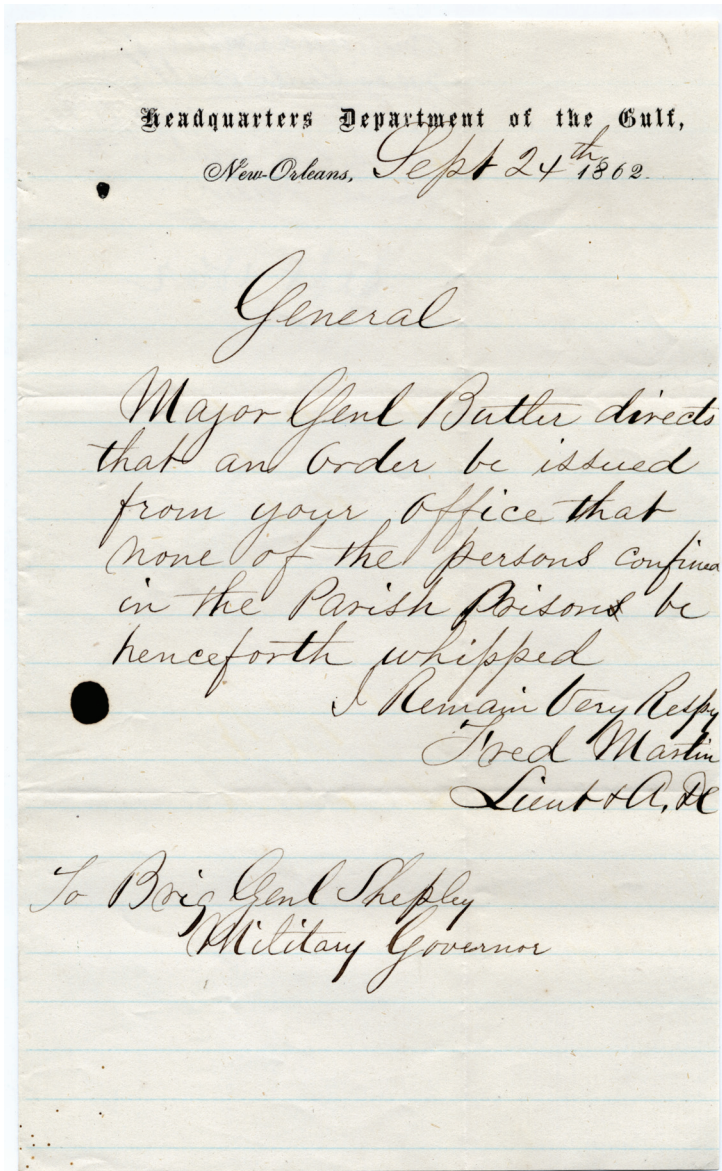 Headquarters Department of the Gulf,
New-Orleans, Sept 24th 1862.
General
Major Genl Butler directs
that an order be issued
from your office that
none of the persons confined
in the Parish Prisons be
henceforth whipped
I Remain Very Respy
Fred Martin
Lieut & A, DC
To Brig Genl Shepley
Military Governor